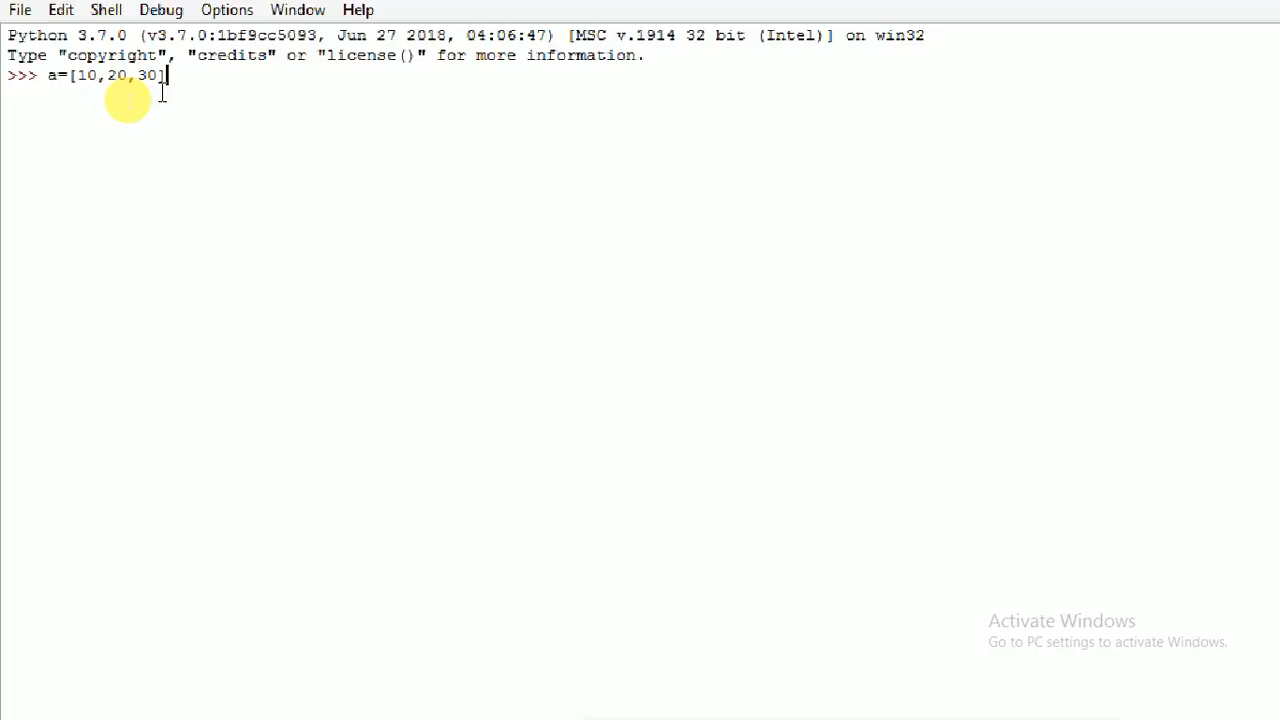 File Edit Shell Debug Options Window Help
Python 3.7.0 (v3.7.0:1bf9cc5093, Jun 27 2018, 04:06:47) [MSC v.1914 32 bit (Intel)] on win32
Type "copyright", "credits" or "license()" for more information.
>>> a=[10,20,30]
Activate Windows
Go to PC settings to activate Windows.